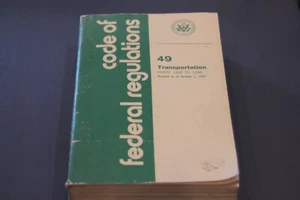 code of
federal regulations
49
Transportation